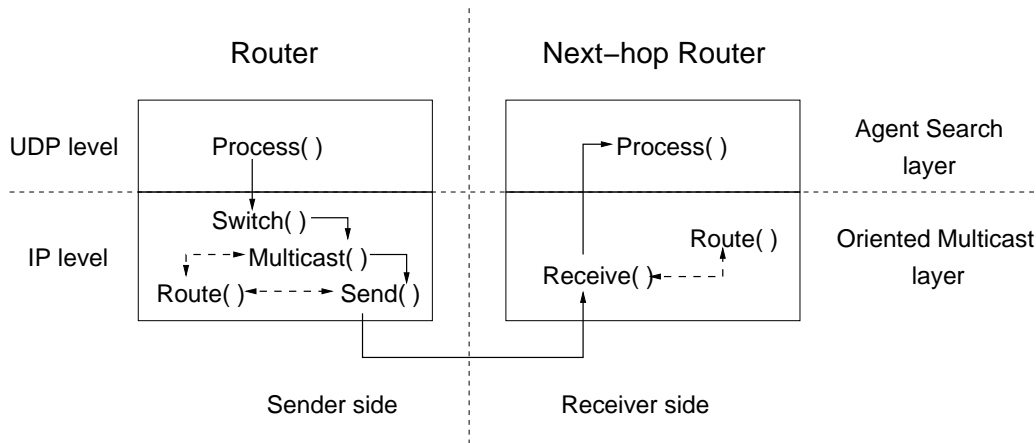 Router
Next−hop Router
UDP level
Process( )
Process( )
Agent Search
layer
Switch( )
Route( )
IP level
Multicast( )
Oriented Multicast
layer
Receive( )
Route( )
Send( )
Sender side
Receiver side